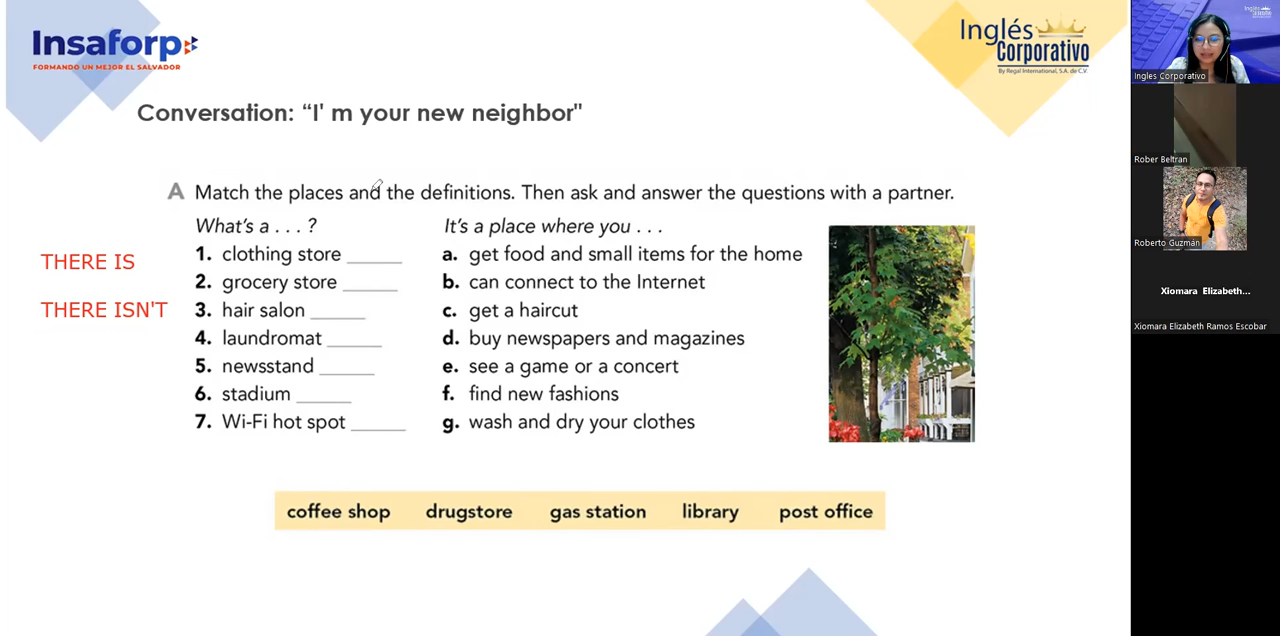 Insaforp
FORMANDO UN MEJOR EL SALVADOR
Inglés
Corporativo
By Regal International, S.A. de C.V.
Conversation: “I' m your new neighbor"
A Match the places and the definitions. Then ask and answer the questions with a partner.
What's a . . . ?
It's a place where you . . .
THERE IS
THERE ISN'T
1. clothing store ______
a. get food and small items for the home
2. grocery store ______
b. can connect to the Internet
3. hair salon ______
c. get a haircut
4. laundromat ______
d. buy newspapers and magazines
5. newsstand ______
e. see a game or a concert
6. stadium ______
f. find new fashions
7. Wi-Fi hot spot ______
g. wash and dry your clothes
coffee shop drugstore gas station library post office
Ingles Corporativo
Rober Beltran
Roberto Guzmán
Xiomara Elizabeth...
Xiomara Elizabeth Ramos Escobar